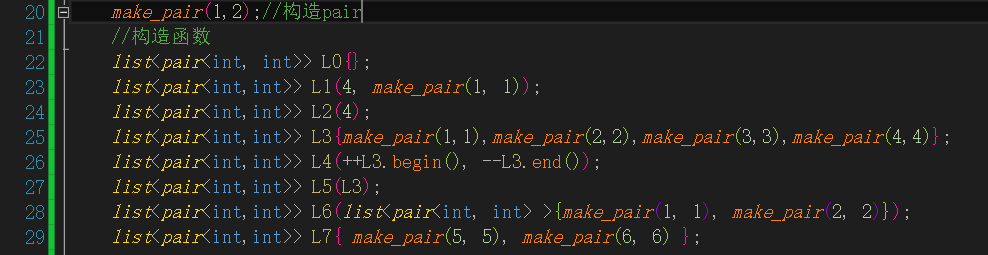 20 make_pair(1,2);//构造pair
21 //构造函数
22 list<pair<int, int>> L0{};
23 list<pair<int,int>> L1(4, make_pair(1, 1));
24 list<pair<int,int>> L2(4);
25 list<pair<int,int>> L3{make_pair(1,1),make_pair(2,2),make_pair(3,3),make_pair(4,4)};
26 list<pair<int,int>> L4(++L3.begin(), --L3.end());
27 list<pair<int,int>> L5(L3);
28 list<pair<int,int>> L6(list<pair<int, int> >{make_pair(1, 1), make_pair(2, 2)});
29 list<pair<int,int>> L7{ make_pair(5, 5), make_pair(6, 6) };